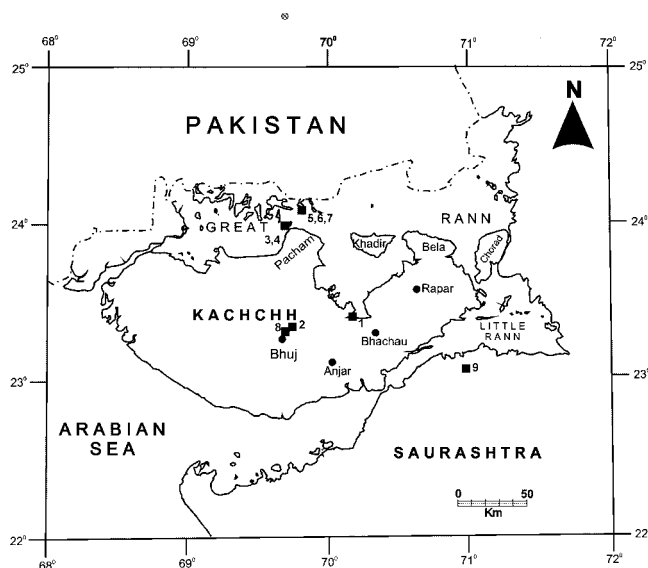 68° 69° 70° 71° 72°
25° 25°
N
PAKISTAN
5,6,7
GREAT RANN
24° 24°
3,4
Pacham Khadir Bela Chorad
Rapar
KACHCHH
1
8 2
Bhuj
Bhachau
LITTLE
RANN
Anjar
23° 23°
9
ARABIAN
SEA
SAURASHTRA
0 50
Km
22° 22°
68° 69° 70° 71° 72°